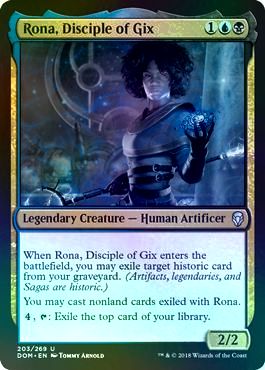 Rona, Disciple of Gix 1
Legendary Creature — Human Artificer
When Rona, Disciple of Gix enters the
battlefield, you may exile target historic card
from your graveyard. (Artifacts, legendaries, and
Sagas are historic.)
You may cast nonland cards exiled with Rona.
4, : Exile the top card of your library.
2/2
203/269 U
DOM • EN TOMMY ARNOLD
™ & © 2018 Wizards of the Coast